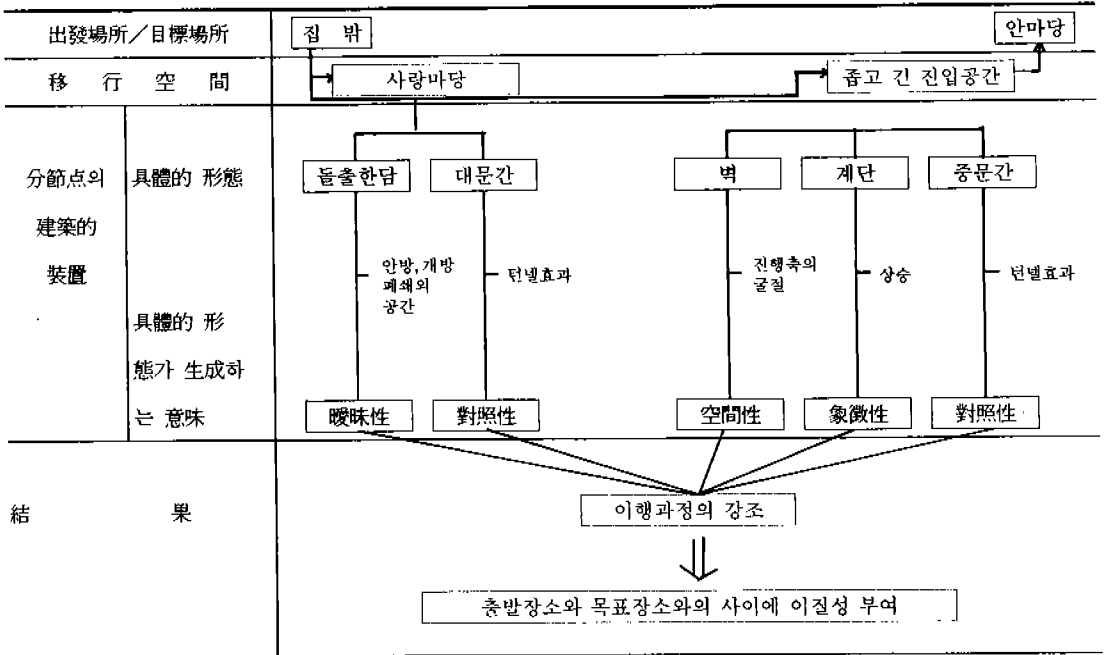 出發場所／目標場所
집 밖
안마당
移 行 空 間
사랑마당
좁고 긴 진입공간
分節点의
建築的
裝置
具體的 形態
돌출한담
대문간
벽
계단
중문간
안방, 개방
폐쇄의
공간
턴넬효과
진행축의
굴절
상승
턴넬효과
具體的 形
態가 生成하
는 意味
曖昧性
對照性
空間性
象徵性
對照性
結 果
이행과정의 강조
출발장소와 목표장소와의 사이에 이질성 부여